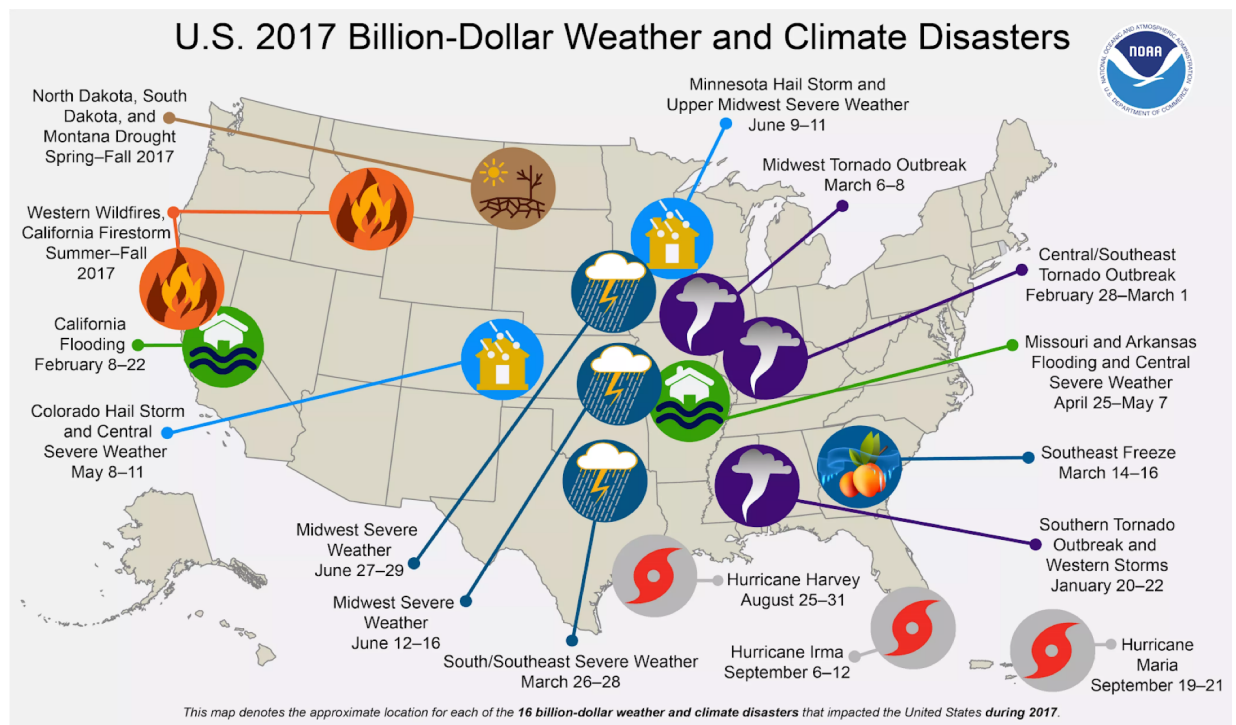 U.S. 2017 Billion-Dollar Weather and Climate Disasters
NOAA
NATIONAL OCEANIC AND ATMOSPHERIC ADMINISTRATION
U.S. DEPARTMENT OF COMMERCE
North Dakota, South
Dakota, and
Montana Drought
Spring–Fall 2017
Western Wildfires,
California Firestorm
Summer–Fall
2017
California
Flooding
February 8–22
Colorado Hail Storm
and Central
Severe Weather
May 8–11
Midwest Severe
Weather
June 27–29
Midwest Severe
Weather
June 12–16
South/Southeast Severe Weather
March 26–28
Minnesota Hail Storm and
Upper Midwest Severe Weather
June 9–11
Midwest Tornado Outbreak
March 6–8
Central/Southeast
Tornado Outbreak
February 28–March 1
Missouri and Arkansas
Flooding and Central
Severe Weather
April 25–May 7
Southeast Freeze
March 14–16
Southern Tornado
Outbreak and
Western Storms
January 20–22
Hurricane Harvey
August 25–31
Hurricane Irma
September 6–12
Hurricane
Maria
September 19–21
This map denotes the approximate location for each of the 16 billion-dollar weather and climate disasters that impacted the United States during 2017.